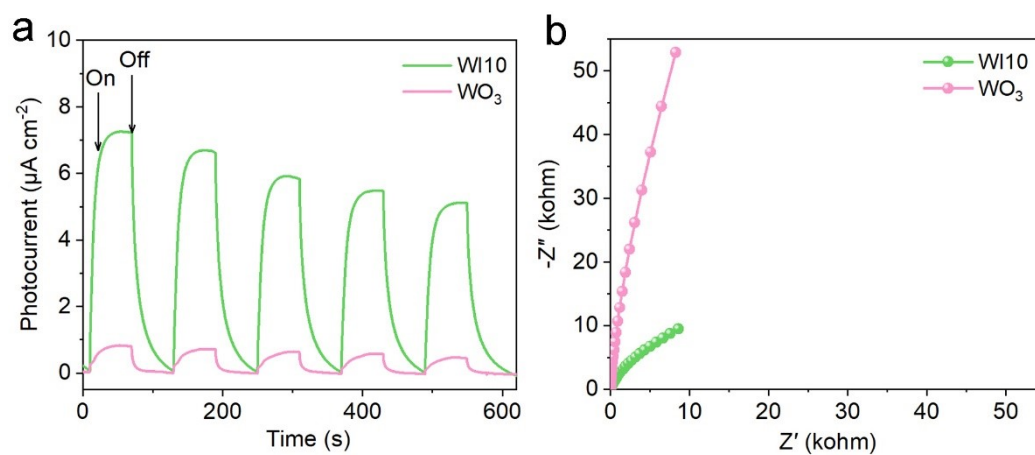 a
10
8
6
4
2
0
0
200
400
600
Photocurrent (µA cm⁻²)
Time (s)
On
Off
WI10
WO₃
b
50
40
30
20
10
0
0
10
20
30
40
50
-Z″ (kohm)
Z′ (kohm)
WI10
WO₃